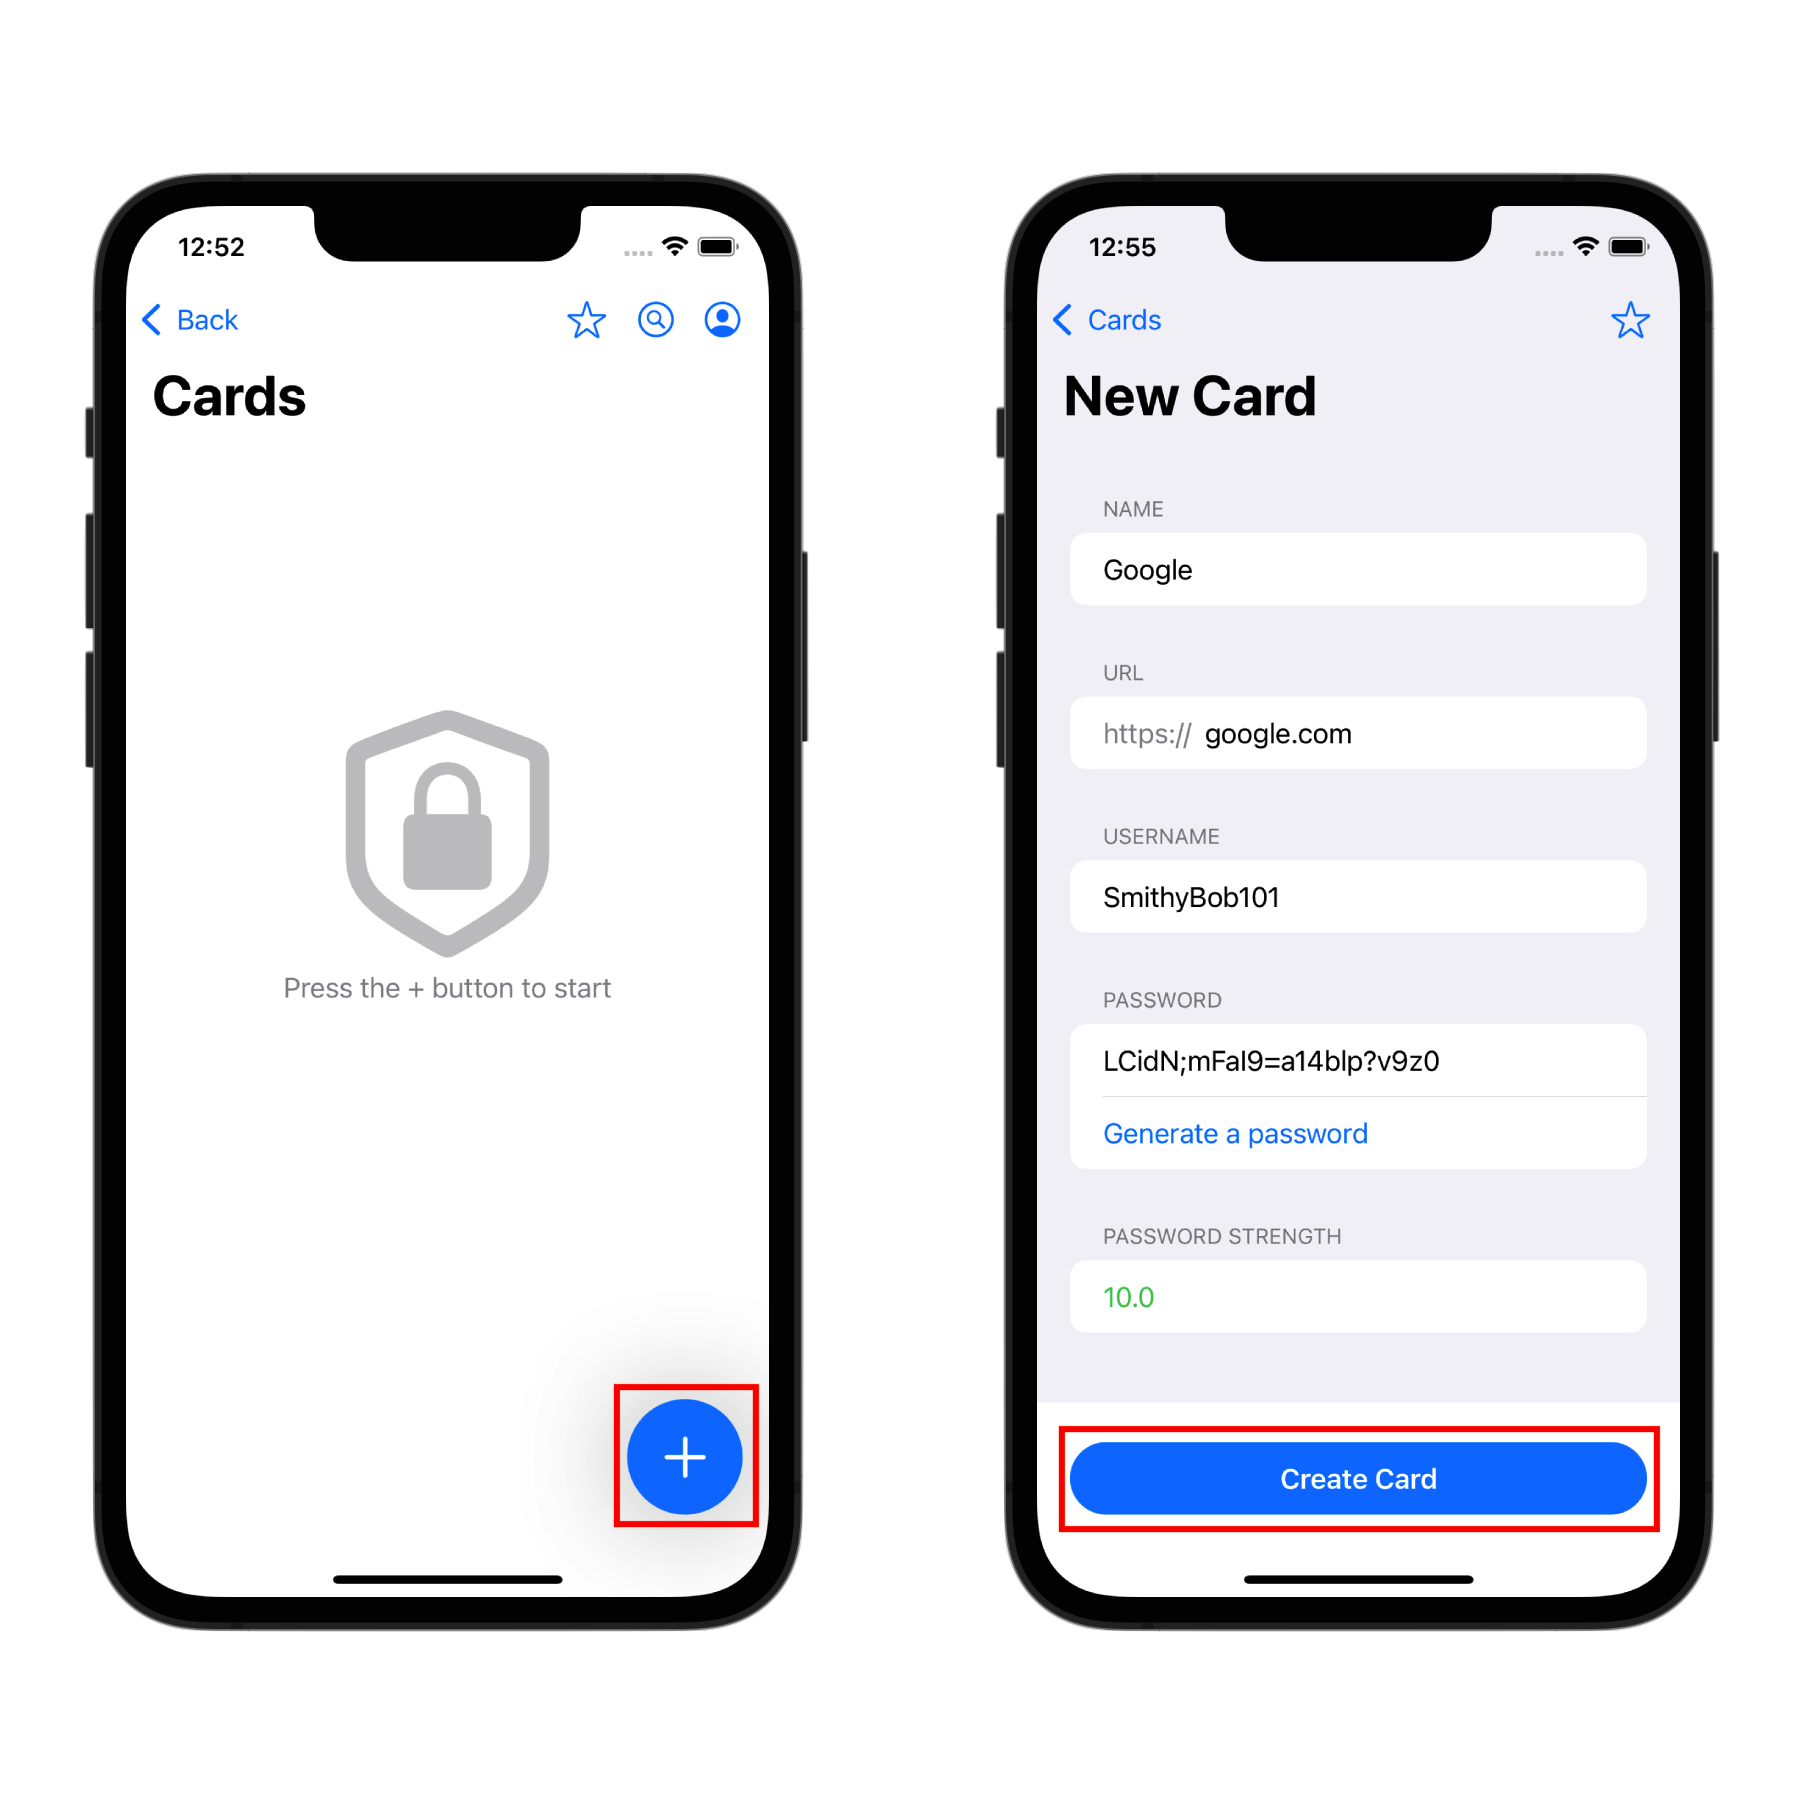 12:52
Back
Cards
Press the + button to start
12:55
Cards
New Card
NAME
Google
URL
https:// google.com
USERNAME
SmithyBob101
PASSWORD
LCidN;mFal9=a14blp?v9z0
Generate a password
PASSWORD STRENGTH
10.0
Create Card